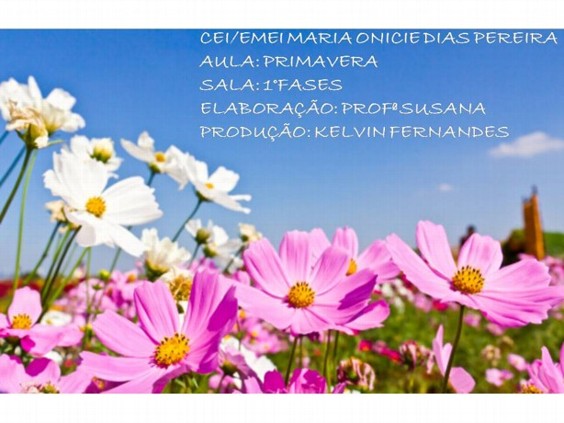 CEI/EMEI MARIA ONICIE DIAS PEREIRA
AULA: PRIMAVERA
SALA: 1°FASES
ELABORAÇÃO: PROFª SUSANA
PRODUÇÃO: KELVIN FERNANDES